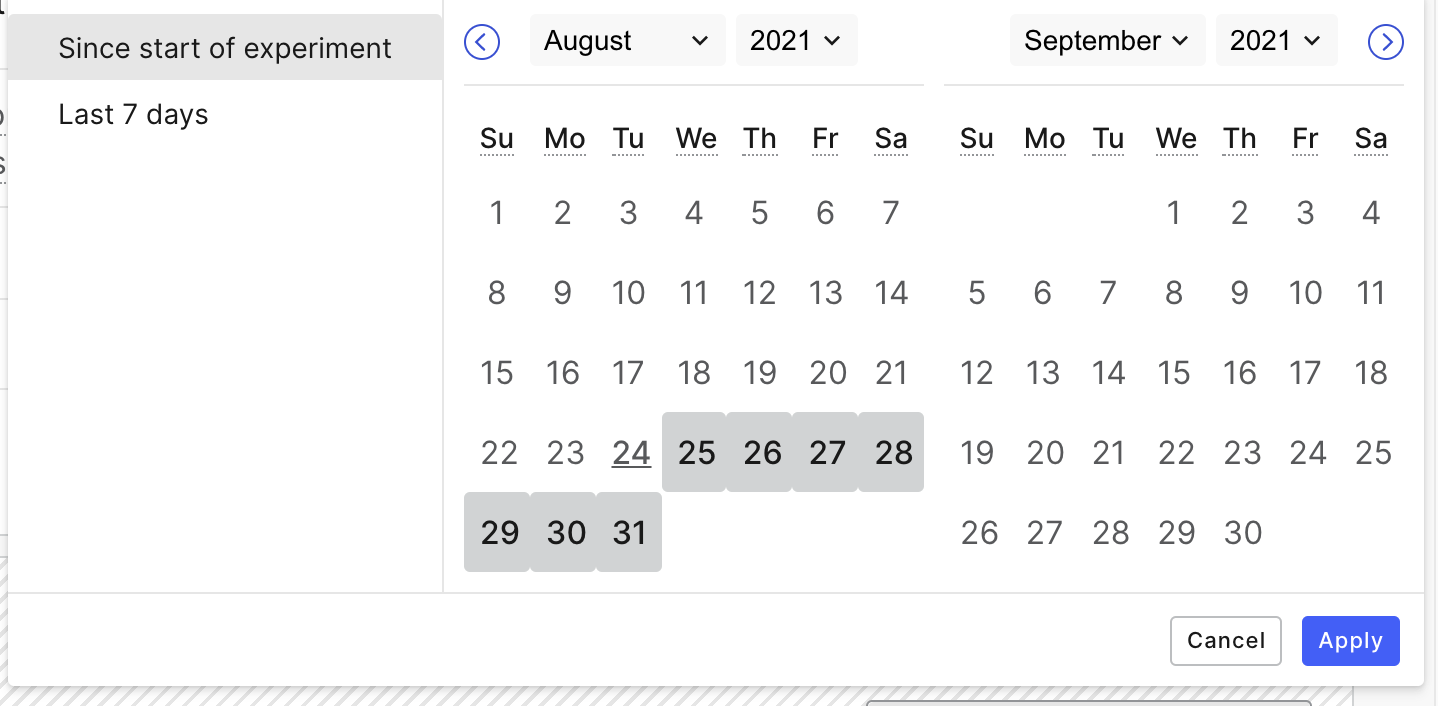 Since start of experiment
Last 7 days
August 2021
Su Mo Tu We Th Fr Sa
1 2 3 4 5 6 7
8 9 10 11 12 13 14
15 16 17 18 19 20 21
22 23 24 25 26 27 28
29 30 31
September 2021
Su Mo Tu We Th Fr Sa
1 2 3 4
5 6 7 8 9 10 11
12 13 14 15 16 17 18
19 20 21 22 23 24 25
26 27 28 29 30
Cancel Apply